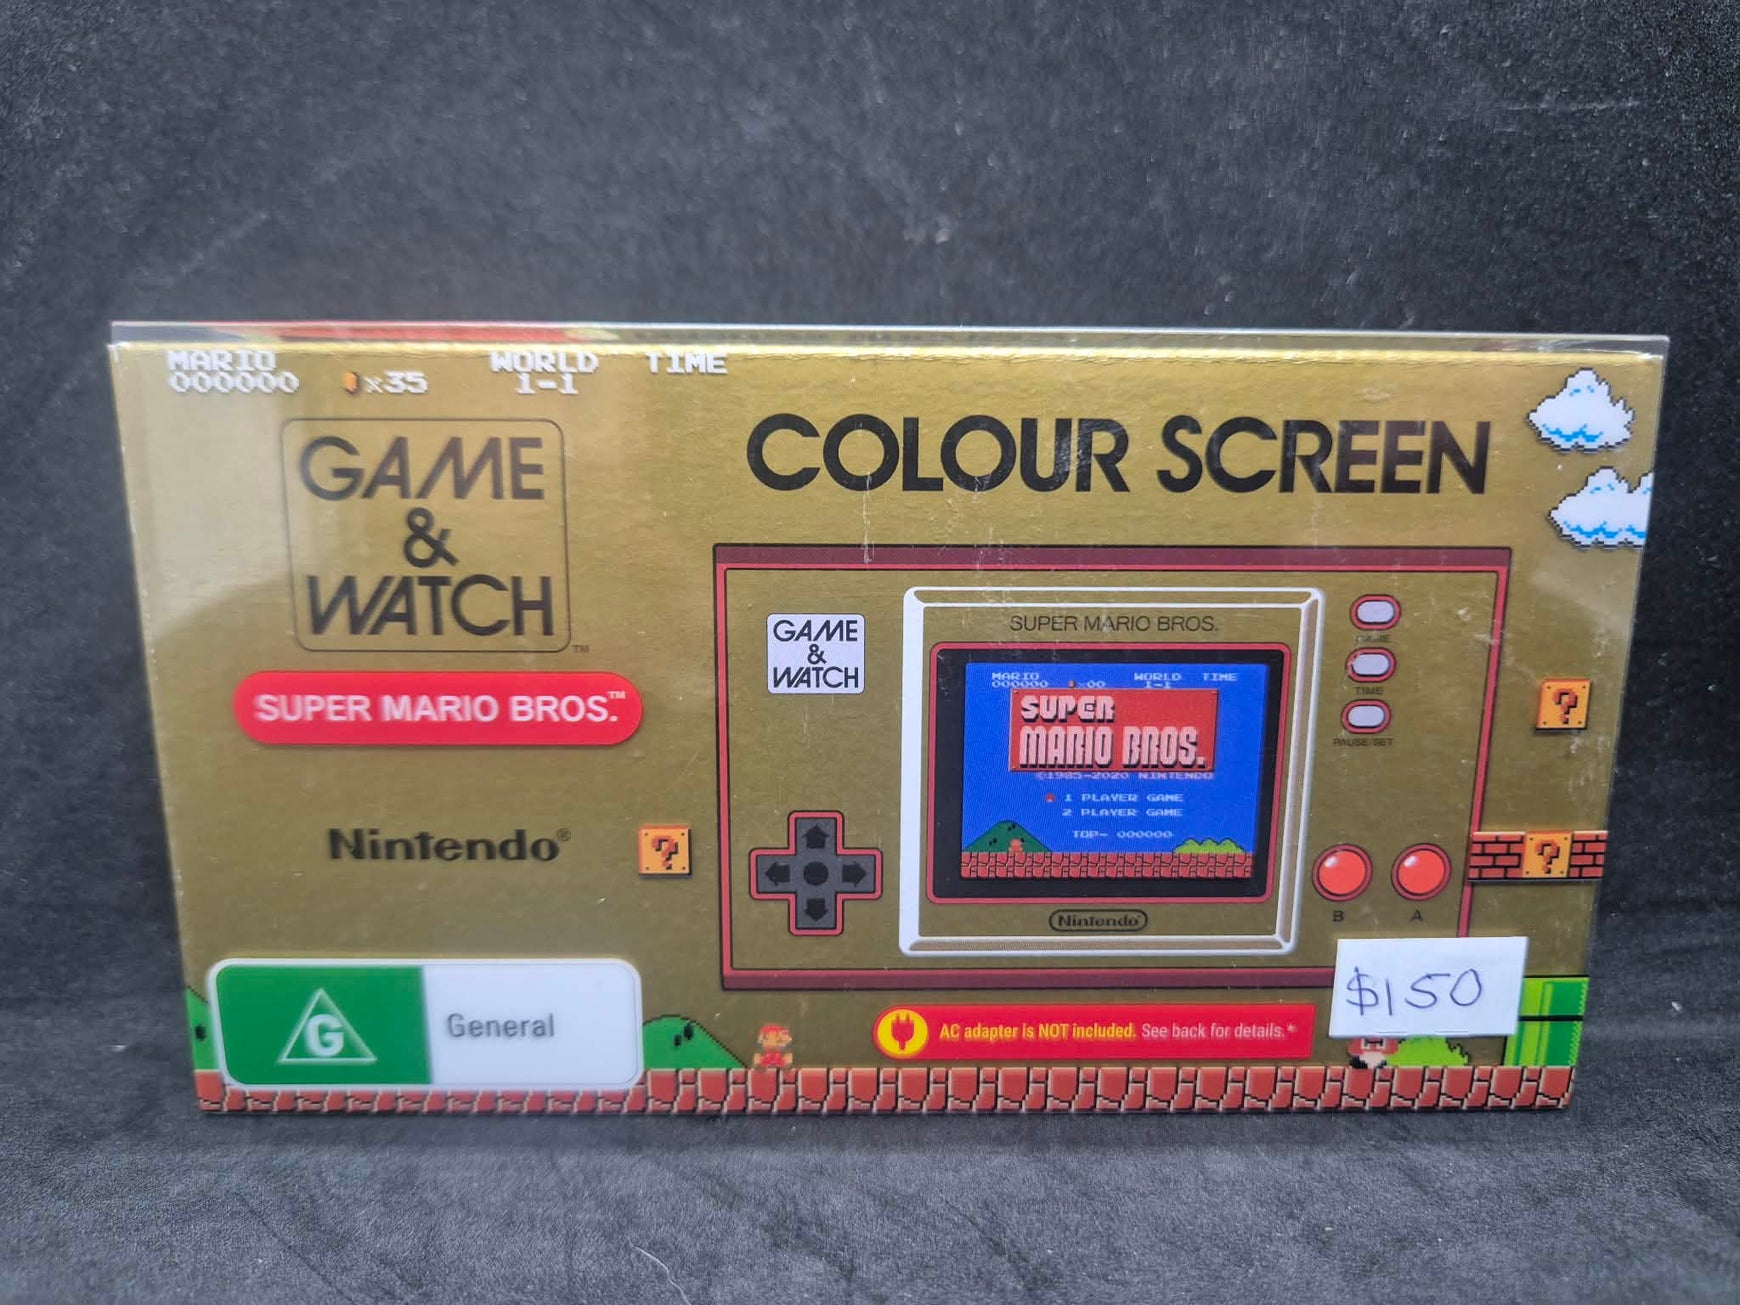 MARIO WORLD TIME
000000 x35 1-1
GAME
&
WATCH
™
SUPER MARIO BROS.™
Nintendo®
?
G
General
COLOUR SCREEN
GAME
&
WATCH
SUPER MARIO BROS.
MARIO WORLD TIME
000000 x00 1-1
SUPER
MARIO BROS.
©1985-2020 NINTENDO
1 PLAYER GAME
2 PLAYER GAME
TOP- 000000
Nintendo
GAME
TIME
PAUSE/SET
B A
?
?
$150
AC adapter is NOT included. See back for details.*